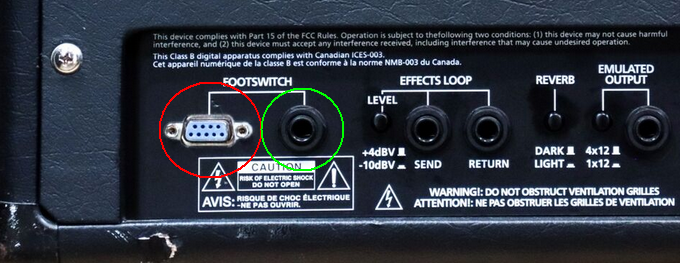 This device complies with Part 15 of the FCC Rules. Operation is subject to thefollowing two conditions: (1) this device may not cause harmful
interference, and (2) this device must accept any interference received, including interference that may cause undesired operation.
This Class B digital apparatus complies with Canadian ICES-003.
Cet appareil numérique de la classe B est conforme à la norme NMB-003 du Canada.
FOOTSWITCH
EFFECTS LOOP
REVERB
EMULATED
OUTPUT
LEVEL
+4dBV
-10dBV
SEND
RETURN
DARK
LIGHT
4x12
1x12
CAUTION
RISK OF ELECTRIC SHOCK
DO NOT OPEN
AVIS: RISQUE DE CHOC ÉLECTRIQUE
-NE PAS OUVRIR.
WARNING!: DO NOT OBSTRUCT VENTILATION GRILLES
ATTENTION!: NE PAS OBSTRUER LES GRILLES DE VENTILATION